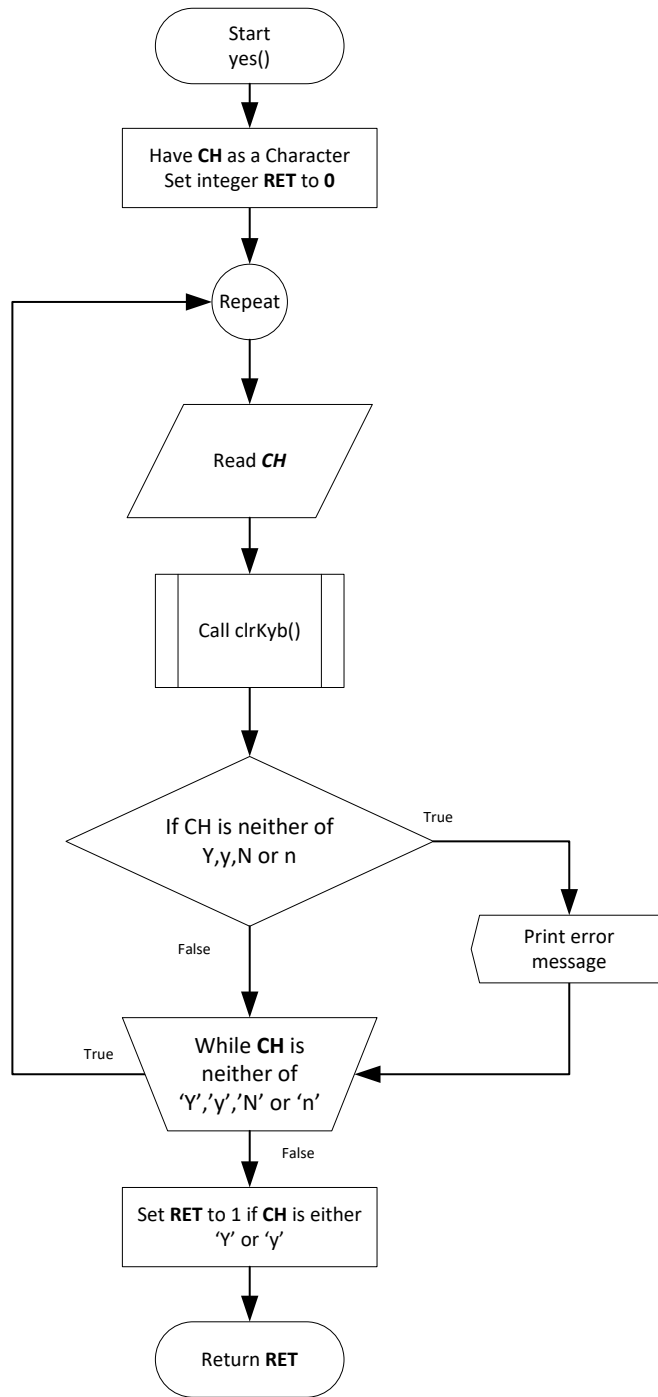 Start
yes()
Have CH as a Character
Set integer RET to 0
Repeat
Read CH
Call clrKyb()
If CH is neither of
Y,y,N or n
True
False
Print error
message
While CH is
neither of
‘Y’,’y’,’N’ or ‘n’
True
False
Set RET to 1 if CH is either
‘Y’ or ‘y’
Return RET